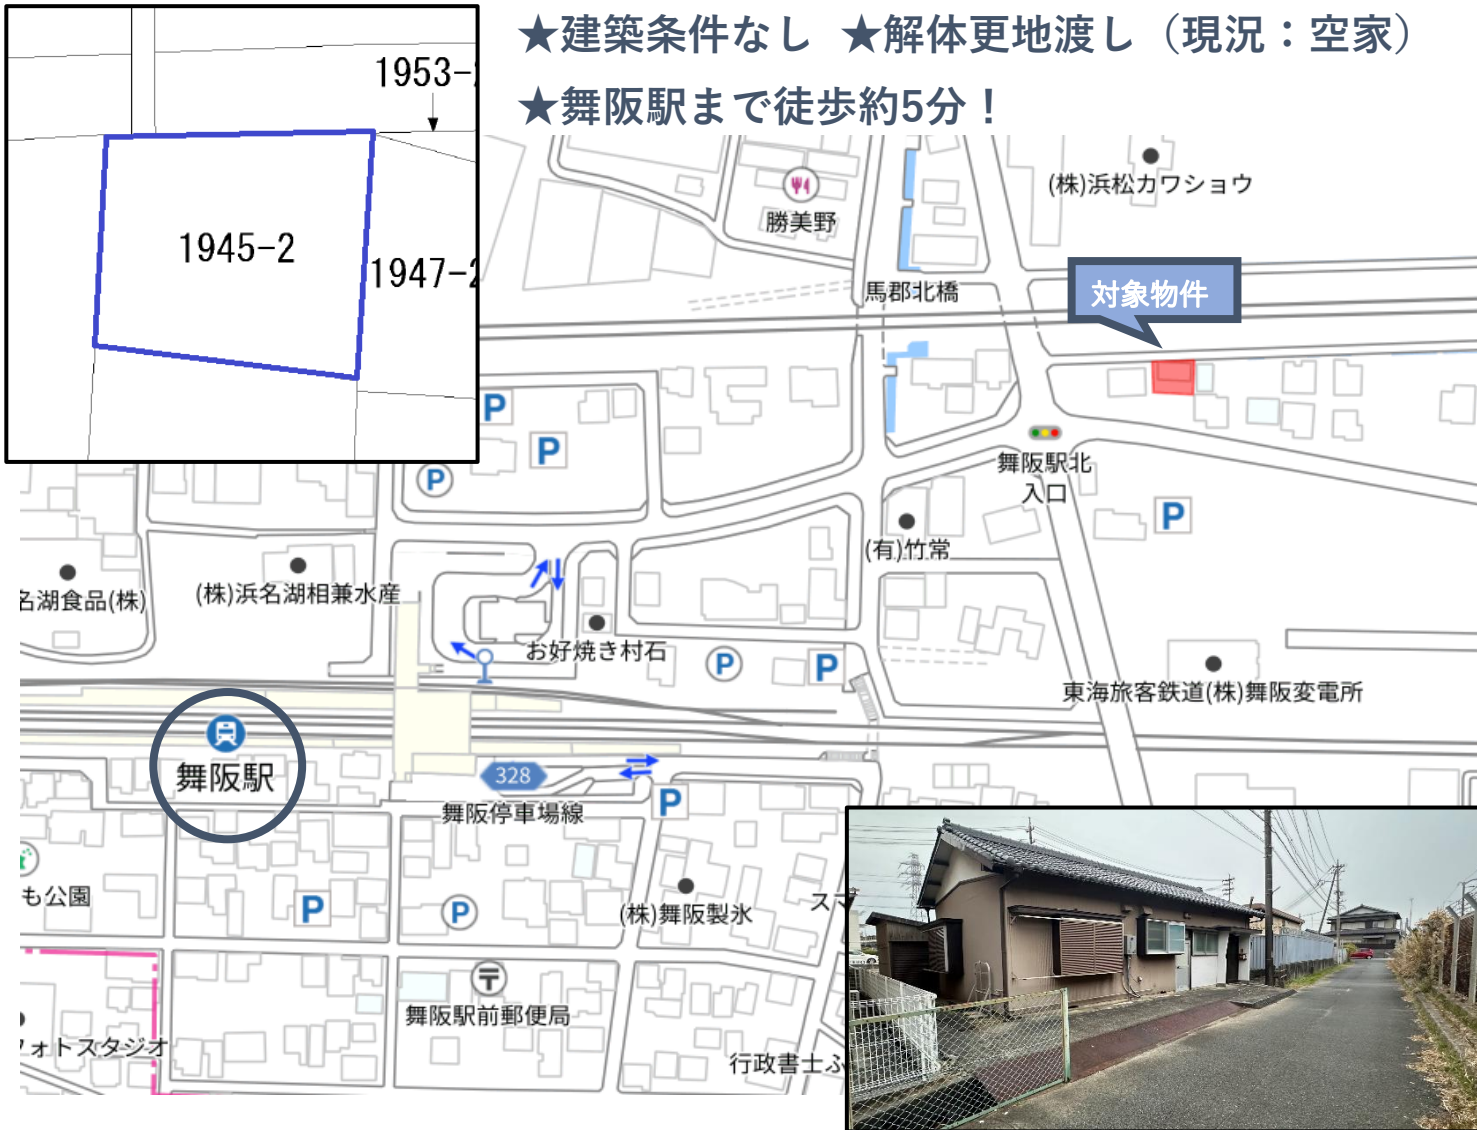 ★建築条件なし ★解体更地渡し（現況：空家）
★舞阪駅まで徒歩約5分！
1953-
1945-2
1947-2
(株)浜松カワショウ
勝美野
馬郡北橋
対象物件
P
P
P
舞阪駅北
入口
P
(有)竹常
名湖食品(株)
(株)浜名湖相兼水産
お好焼き村石
P
P
東海旅客鉄道(株)舞阪変電所
舞阪駅
328
舞阪停車場線
P
も公園
P
P
(株)舞阪製氷
スマ
舞阪駅前郵便局
フォトスタジオ
行政書士ふ